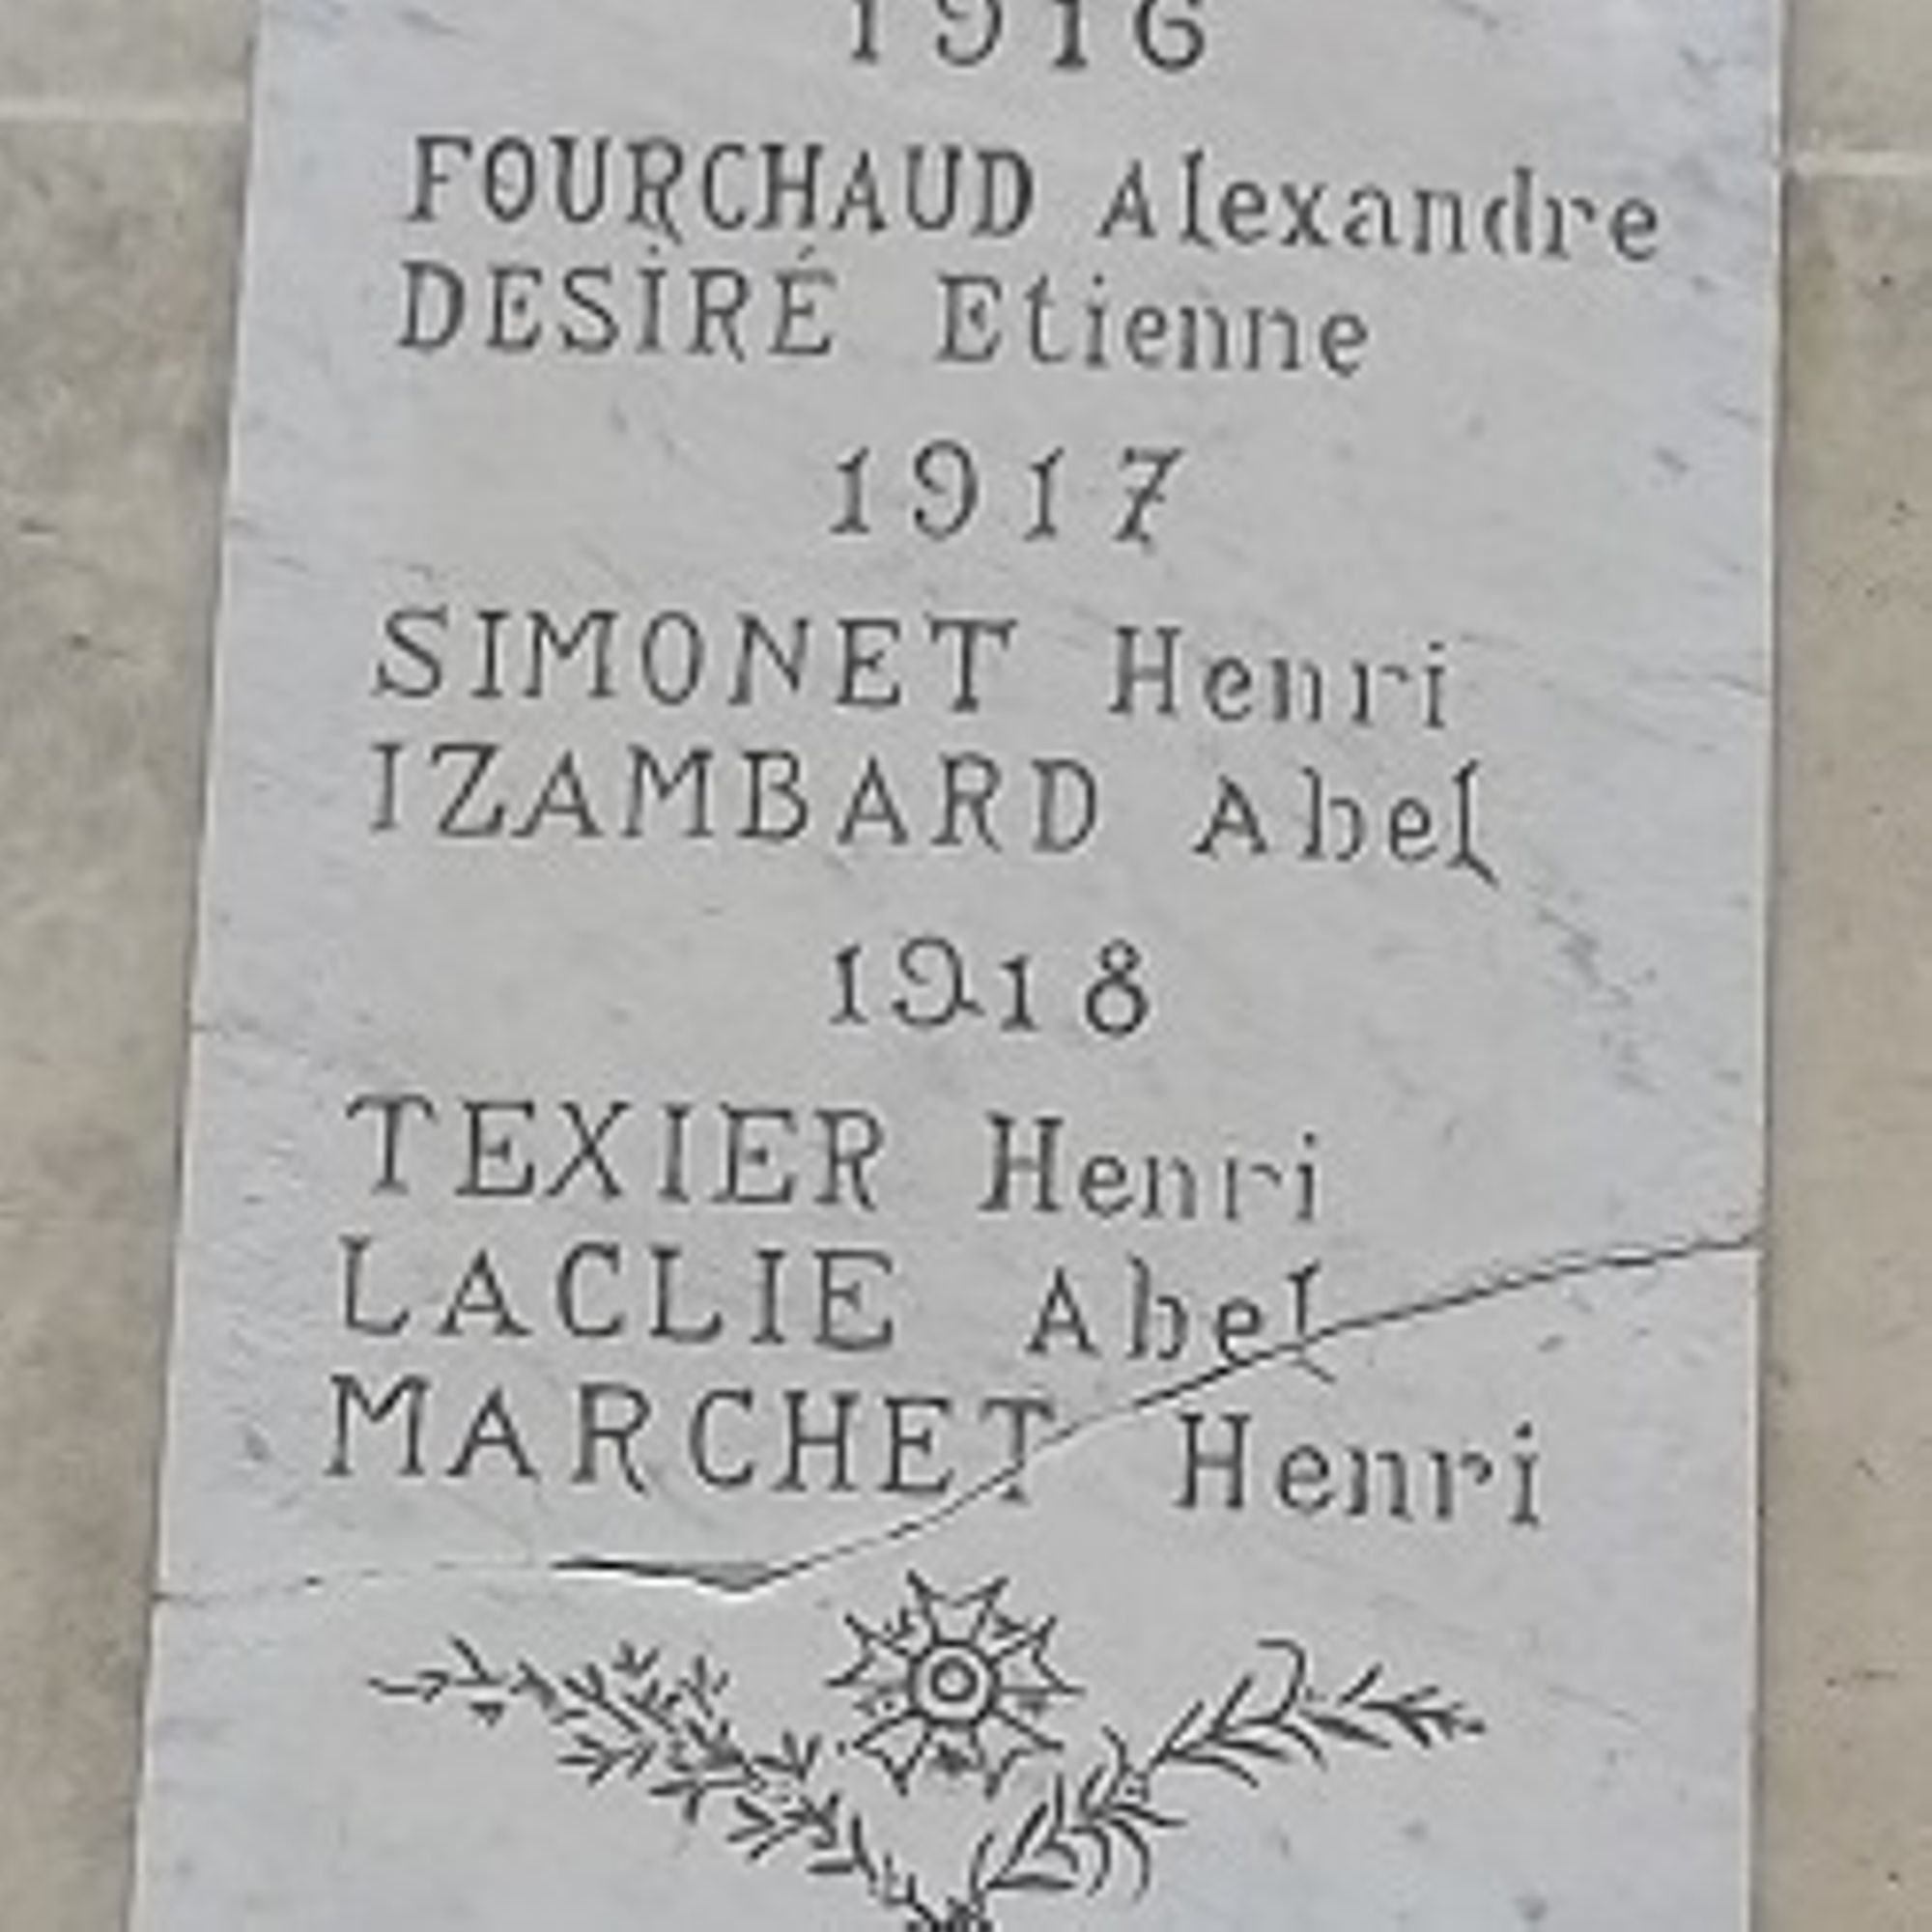 1916
FOURCHAUD Alexandre
DESIRÉ Etienne
1917
SIMONET Henri
IZAMBARD Abel
1918
TEXIER Henri
LACLIE Abel
MARCHET Henri